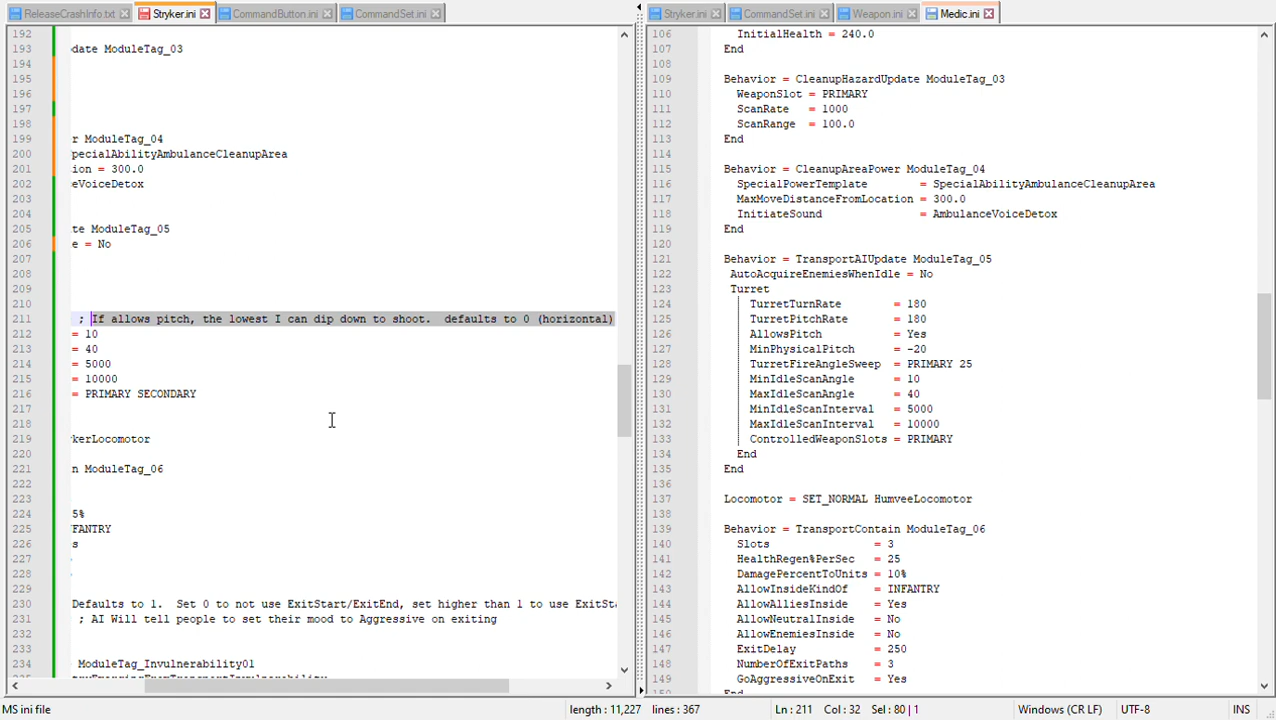 ReleaseCrashInfo.txt Stryker.ini CommandButton.ini CommandSet.ini
192
193 date ModuleTag_03
194
195
196
197
198
199 r ModuleTag_04
200 pecialAbilityAmbulanceCleanupArea
201 ion = 300.0
202 eVoiceDetox
203
204
205 te ModuleTag_05
206 e = No
207
208
209
210
211 ; If allows pitch, the lowest I can dip down to shoot.  defaults to 0 (horizontal)
212 = 10
213 = 40
214 = 5000
215 = 10000
216 = PRIMARY SECONDARY
217
218
219 rkerLocomotor
220
221 n ModuleTag_06
222
223
224 5%
225 FANTRY
226 s
227
228
229
230 Defaults to 1.  Set 0 to not use ExitStart/ExitEnd, set higher than 1 to use ExitSta
231 ; AI Will tell people to set their mood to Aggressive on exiting
232
233
234 ModuleTag_Invulnerability01
Stryker.ini CommandSet.ini Weapon.ini Medic.ini
106 InitialHealth = 240.0
107 End
108
109 Behavior = CleanupHazardUpdate ModuleTag_03
110 WeaponSlot = PRIMARY
111 ScanRate = 1000
112 ScanRange = 100.0
113 End
114
115 Behavior = CleanupAreaPower ModuleTag_04
116 SpecialPowerTemplate = SpecialAbilityAmbulanceCleanupArea
117 MaxMoveDistanceFromLocation = 300.0
118 InitiateSound = AmbulanceVoiceDetox
119 End
120
121 Behavior = TransportAIUpdate ModuleTag_05
122 AutoAcquireEnemiesWhenIdle = No
123 Turret
124 TurretTurnRate = 180
125 TurretPitchRate = 180
126 AllowsPitch = Yes
127 MinPhysicalPitch = -20
128 TurretFireAngleSweep = PRIMARY 25
129 MinIdleScanAngle = 10
130 MaxIdleScanAngle = 40
131 MinIdleScanInterval = 5000
132 MaxIdleScanInterval = 10000
133 ControlledWeaponSlots = PRIMARY
134 End
135 End
136
137 Locomotor = SET_NORMAL HumveeLocomotor
138
139 Behavior = TransportContain ModuleTag_06
140 Slots = 3
141 HealthRegen%PerSec = 25
142 DamagePercentToUnits = 10%
143 AllowInsideKindOf = INFANTRY
144 AllowAlliesInside = Yes
145 AllowNeutralInside = No
146 AllowEnemiesInside = No
147 ExitDelay = 250
148 NumberOfExitPaths = 3
149 GoAggressiveOnExit = Yes
150 End
MS ini file length : 11,227 lines : 367 Ln : 211 Col : 32 Sel : 80 | 1 Windows (CR LF) UTF-8 INS